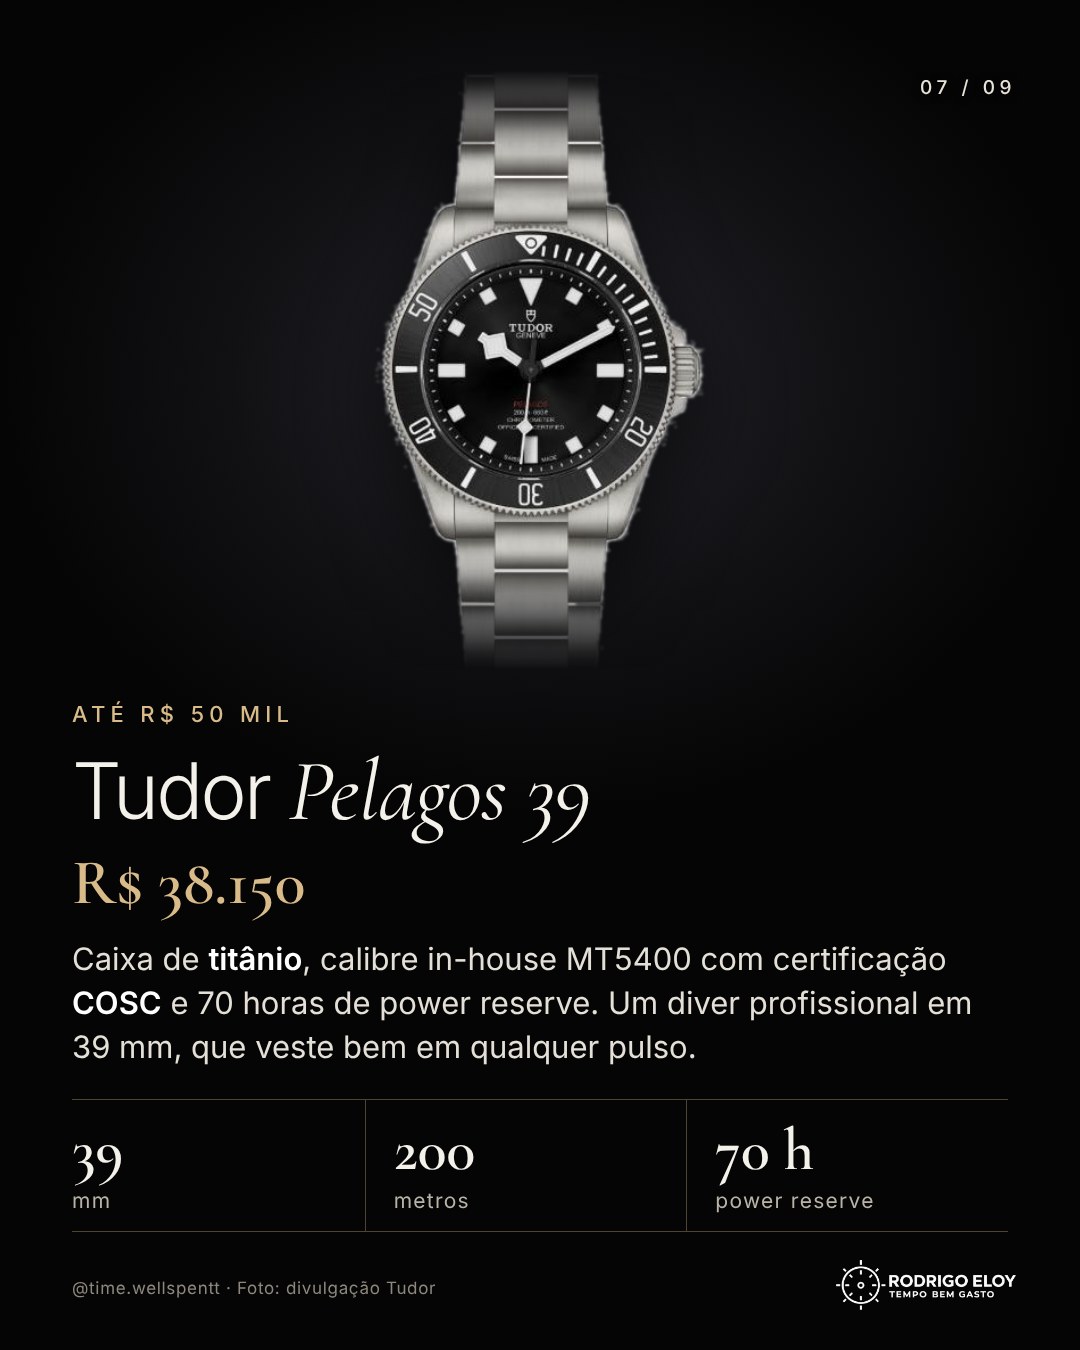 07 / 09
50
40
30
20
TUDOR
GENEVE
ATÉ R$ 50 MIL
Tudor Pelagos 39
R$ 38.150
Caixa de titânio, calibre in-house MT5400 com certificação
COSC e 70 horas de power reserve. Um diver profissional em
39 mm, que veste bem em qualquer pulso.
39
mm
200
metros
70 h
power reserve
@time.wellspentt · Foto: divulgação Tudor
RODRIGO ELOY
TEMPO BEM GASTO